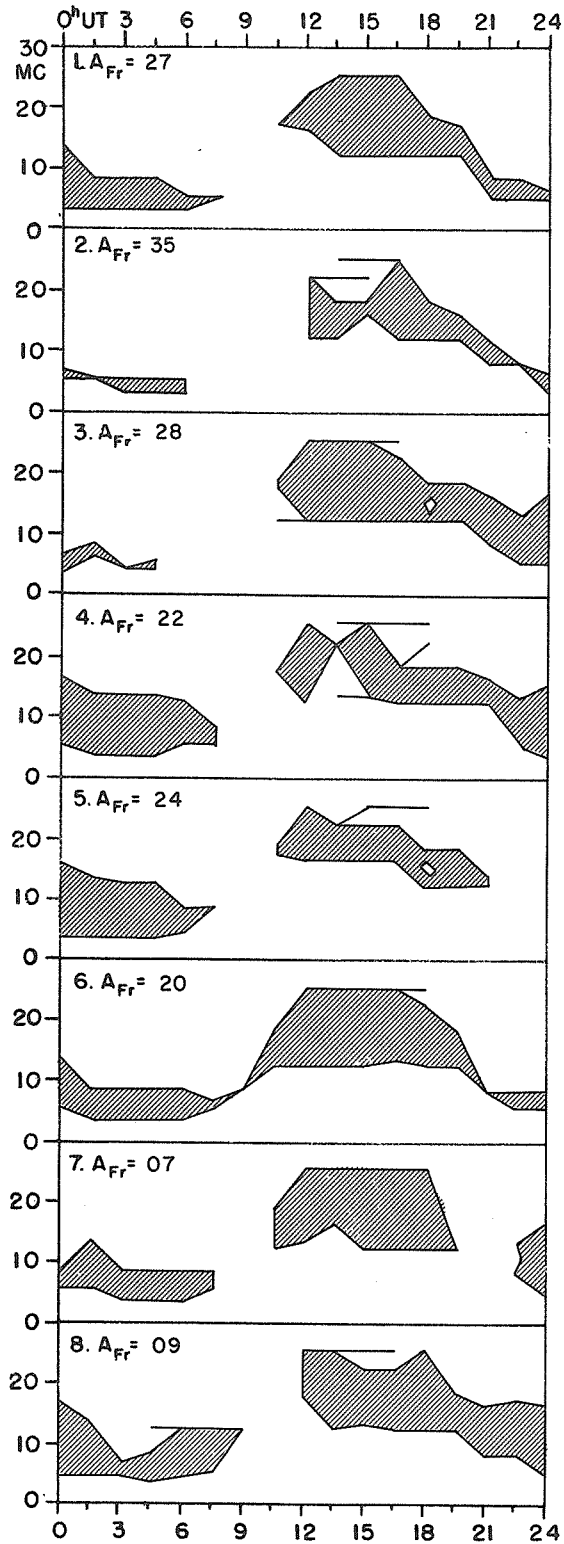 0ʰ UT 3 6 9 12 15 18 21 24
30
MC
1. A_Fr = 27
20
10
0
2. A_Fr = 35
20
10
0
3. A_Fr = 28
20
10
0
4. A_Fr = 22
20
10
0
5. A_Fr = 24
20
10
0
6. A_Fr = 20
20
10
0
7. A_Fr = 07
20
10
0
8. A_Fr = 09
20
10
0
0 3 6 9 12 15 18 21 24